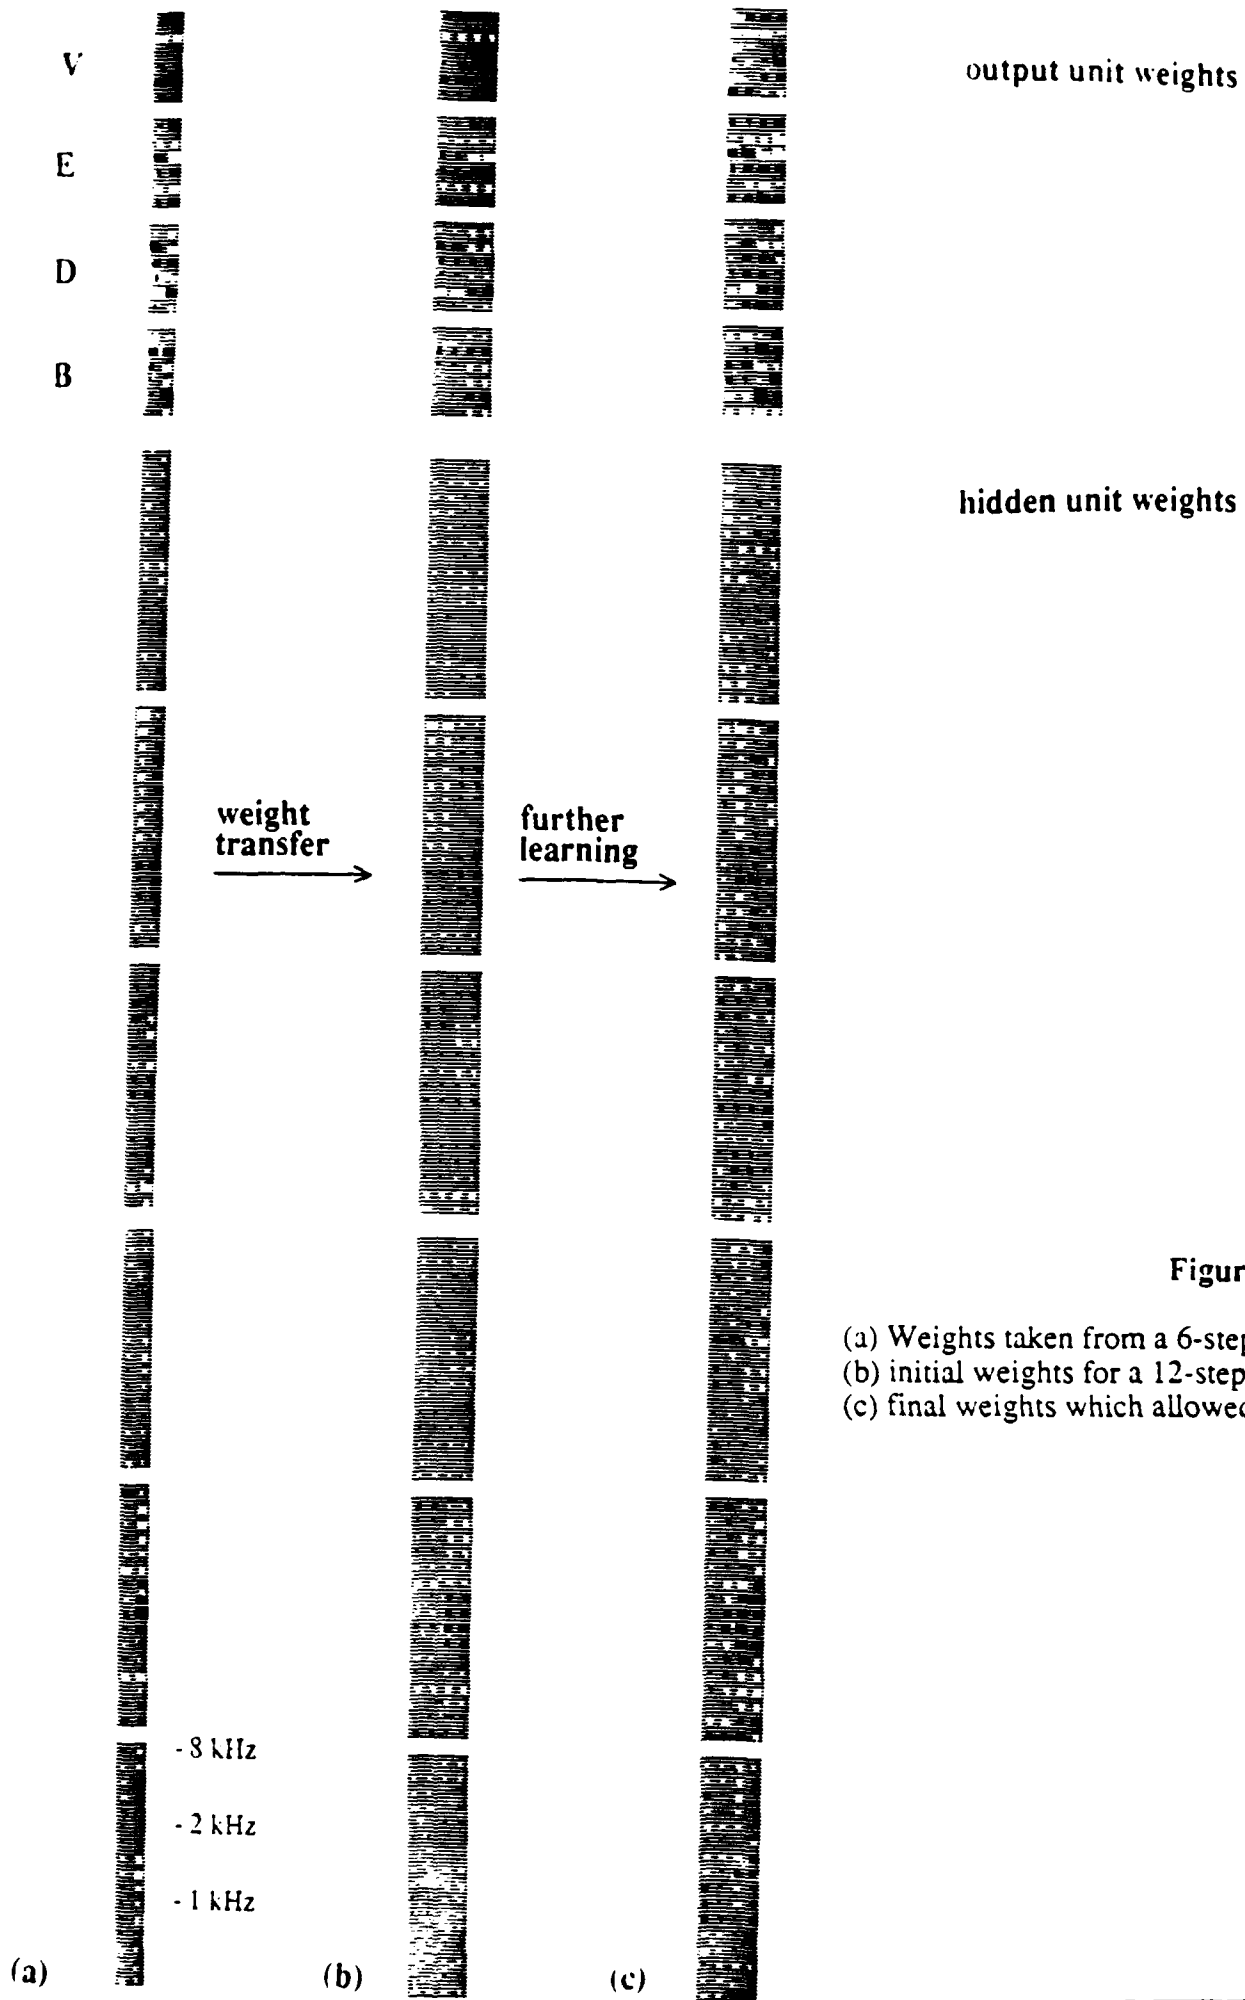 V
output unit weights
E
D
B
hidden unit weights
weight
transfer
further
learning
Figur
(a) Weights taken from a 6-step
(b) initial weights for a 12-step
(c) final weights which allowed
- 8 kHz
- 2 kHz
- 1 kHz
(a)
(b)
(c)